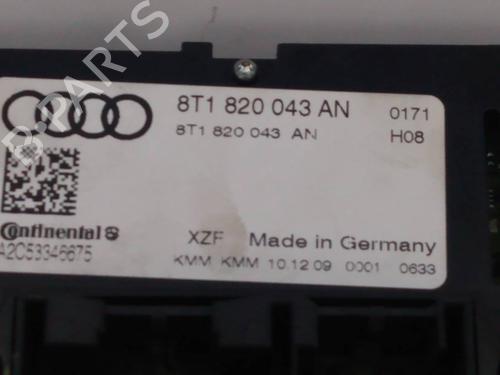 8T1 820 043 AN 0171
8T1 820 043 AN H08
Continental
A2C53346675
XZF Made in Germany
KMM KMM 10.12.09 0001 0633
B-PARTS